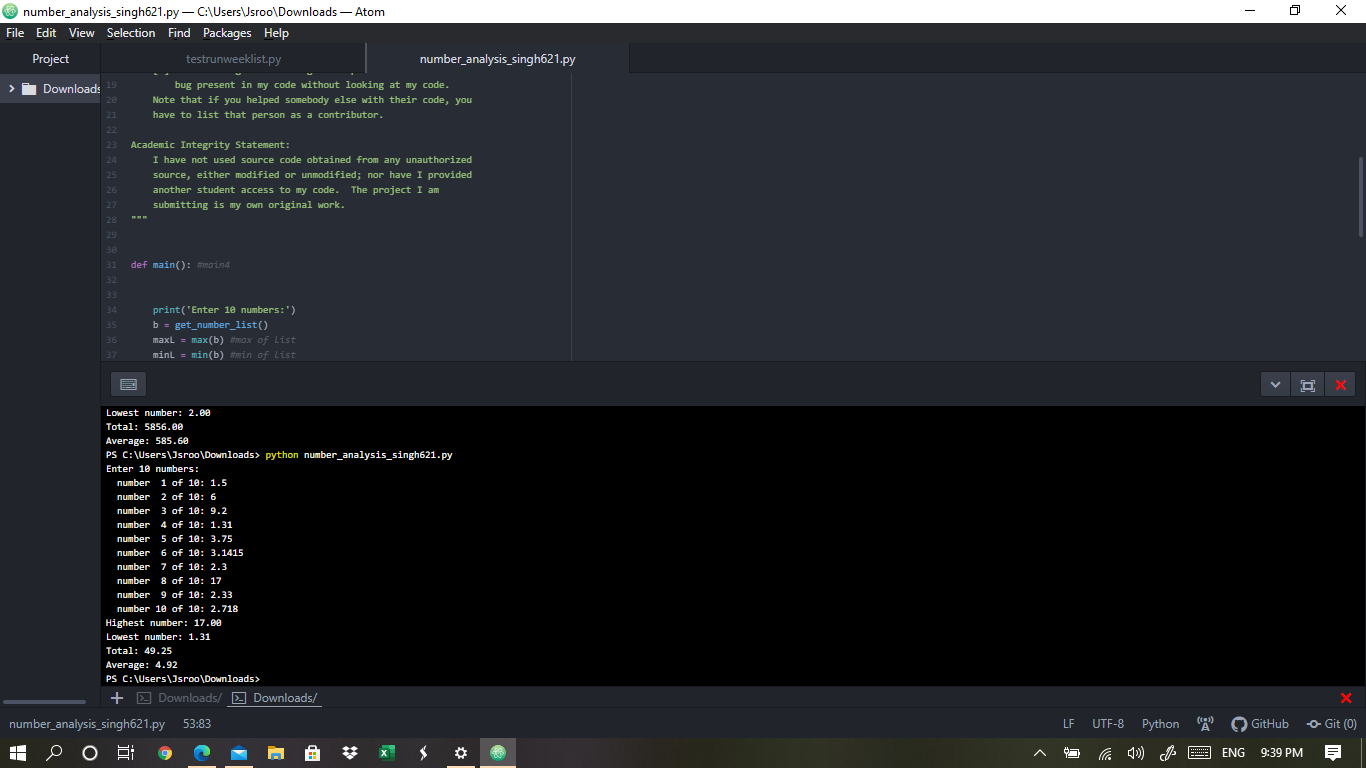 number_analysis_singh621.py — C:\Users\Jsroo\Downloads — Atom
File Edit View Selection Find Packages Help
Project
testrunweeklist.py
number_analysis_singh621.py
Downloads
19         bug present in my code without looking at my code.
20     Note that if you helped somebody else with their code, you
21     have to list that person as a contributor.
22
23 Academic Integrity Statement:
24     I have not used source code obtained from any unauthorized
25     source, either modified or unmodified; nor have I provided
26     another student access to my code.  The project I am
27     submitting is my own original work.
28 """
29
30
31 def main(): #main4
32
33
34     print('Enter 10 numbers:')
35     b = get_number_list()
36     maxL = max(b) #max of list
37     minL = min(b) #min of list
Lowest number: 2.00
Total: 5856.00
Average: 585.60
PS C:\Users\Jsroo\Downloads> python number_analysis_singh621.py
Enter 10 numbers:
  number  1 of 10: 1.5
  number  2 of 10: 6
  number  3 of 10: 9.2
  number  4 of 10: 1.31
  number  5 of 10: 3.75
  number  6 of 10: 3.1415
  number  7 of 10: 2.3
  number  8 of 10: 17
  number  9 of 10: 2.33
  number 10 of 10: 2.718
Highest number: 17.00
Lowest number: 1.31
Total: 49.25
Average: 4.92
PS C:\Users\Jsroo\Downloads>
Downloads/ Downloads/
number_analysis_singh621.py 53:83 LF UTF-8 Python GitHub Git (0)
ENG 9:39 PM